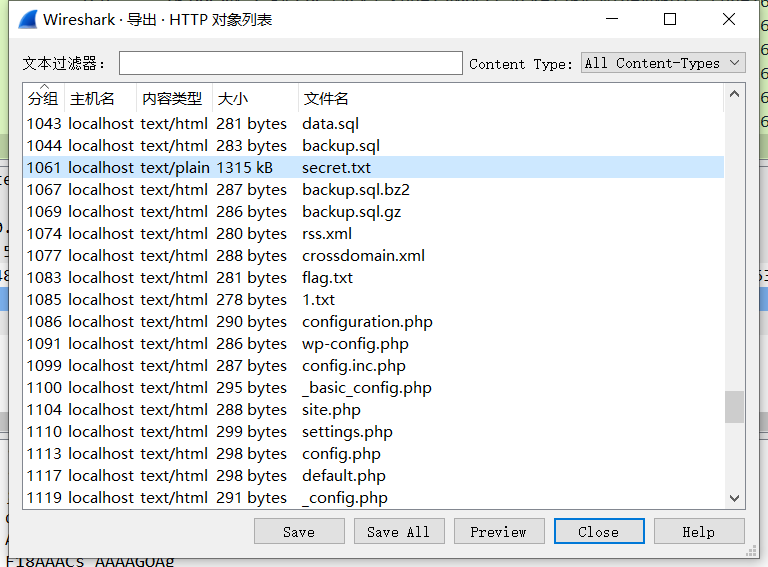 Wireshark · 导出 · HTTP 对象列表
文本过滤器： Content Type: All Content-Types
分组 主机名 内容类型 大小 文件名
1043 localhost text/html 281 bytes data.sql
1044 localhost text/html 283 bytes backup.sql
1061 localhost text/plain 1315 kB secret.txt
1067 localhost text/html 287 bytes backup.sql.bz2
1069 localhost text/html 286 bytes backup.sql.gz
1074 localhost text/html 280 bytes rss.xml
1077 localhost text/html 288 bytes crossdomain.xml
1083 localhost text/html 281 bytes flag.txt
1085 localhost text/html 278 bytes 1.txt
1086 localhost text/html 290 bytes configuration.php
1091 localhost text/html 286 bytes wp-config.php
1099 localhost text/html 287 bytes config.inc.php
1100 localhost text/html 295 bytes _basic_config.php
1104 localhost text/html 288 bytes site.php
1110 localhost text/html 299 bytes settings.php
1113 localhost text/html 298 bytes config.php
1117 localhost text/html 298 bytes default.php
1119 localhost text/html 291 bytes _config.php
Save Save All Preview Close Help